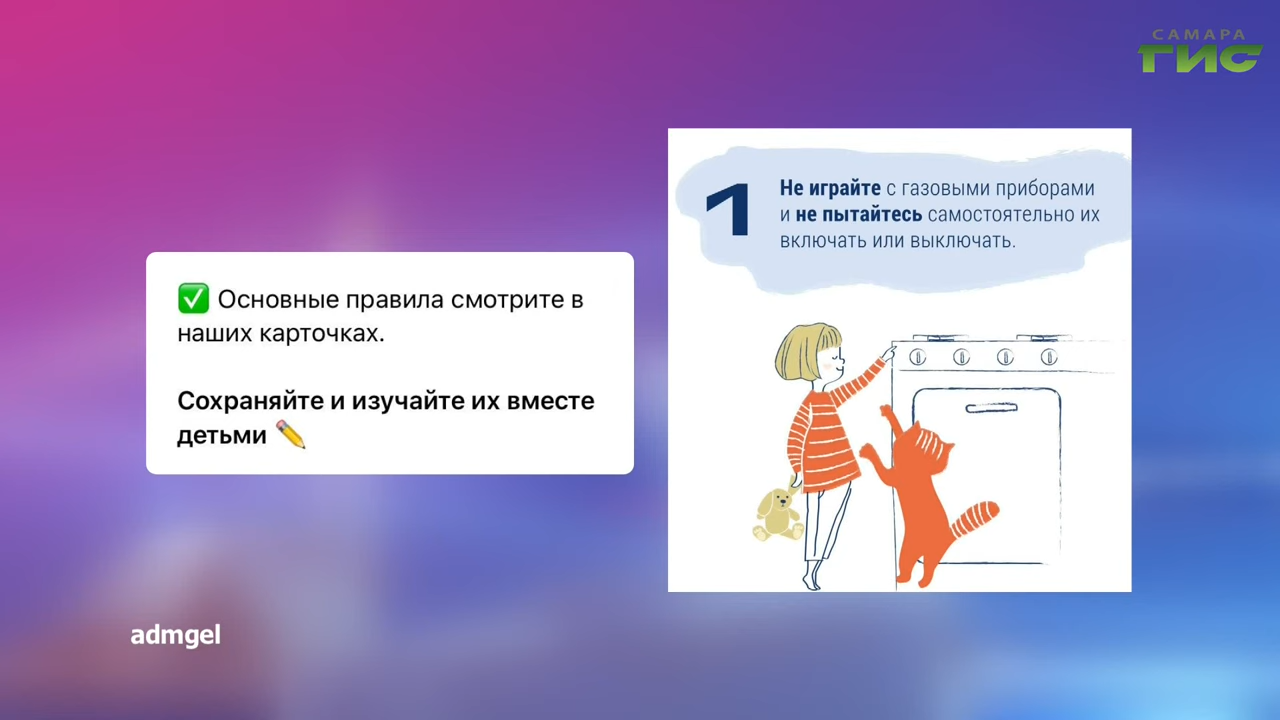 САМАРА
ГИС
✅ Основные правила смотрите в
наших карточках.
Сохраняйте и изучайте их вместе
детьми ✏️
1
Не играйте с газовыми приборами
и не пытайтесь самостоятельно их
включать или выключать.
admgel